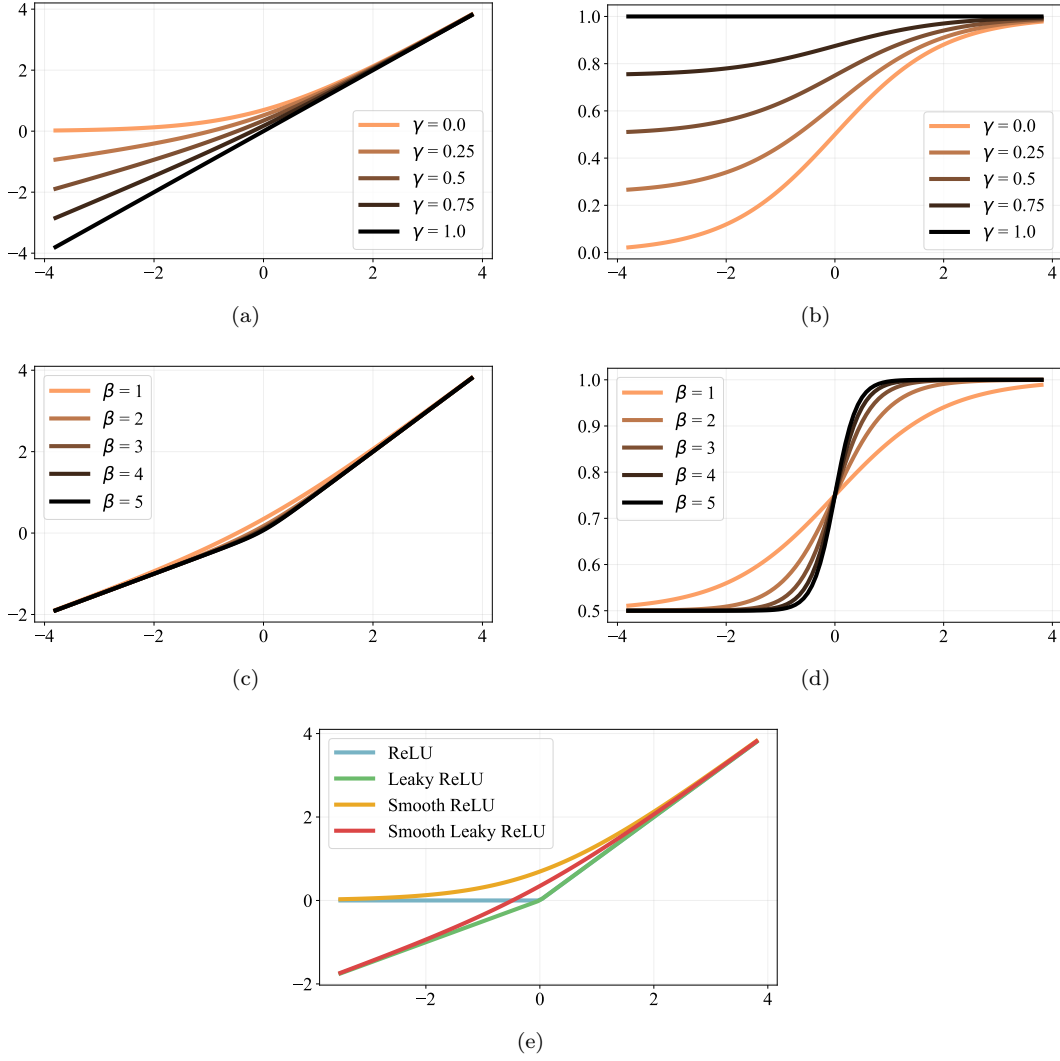 4
2
0
−2
−4
−4 −2 0 2 4
γ = 0.0
γ = 0.25
γ = 0.5
γ = 0.75
γ = 1.0
(a)
1.0
0.8
0.6
0.4
0.2
0.0
−4 −2 0 2 4
γ = 0.0
γ = 0.25
γ = 0.5
γ = 0.75
γ = 1.0
(b)
4
2
0
−2
−4 −2 0 2 4
β = 1
β = 2
β = 3
β = 4
β = 5
(c)
1.0
0.9
0.8
0.7
0.6
0.5
−4 −2 0 2 4
β = 1
β = 2
β = 3
β = 4
β = 5
(d)
4
2
0
−2
−2 0 2 4
ReLU
Leaky ReLU
Smooth ReLU
Smooth Leaky ReLU
(e)